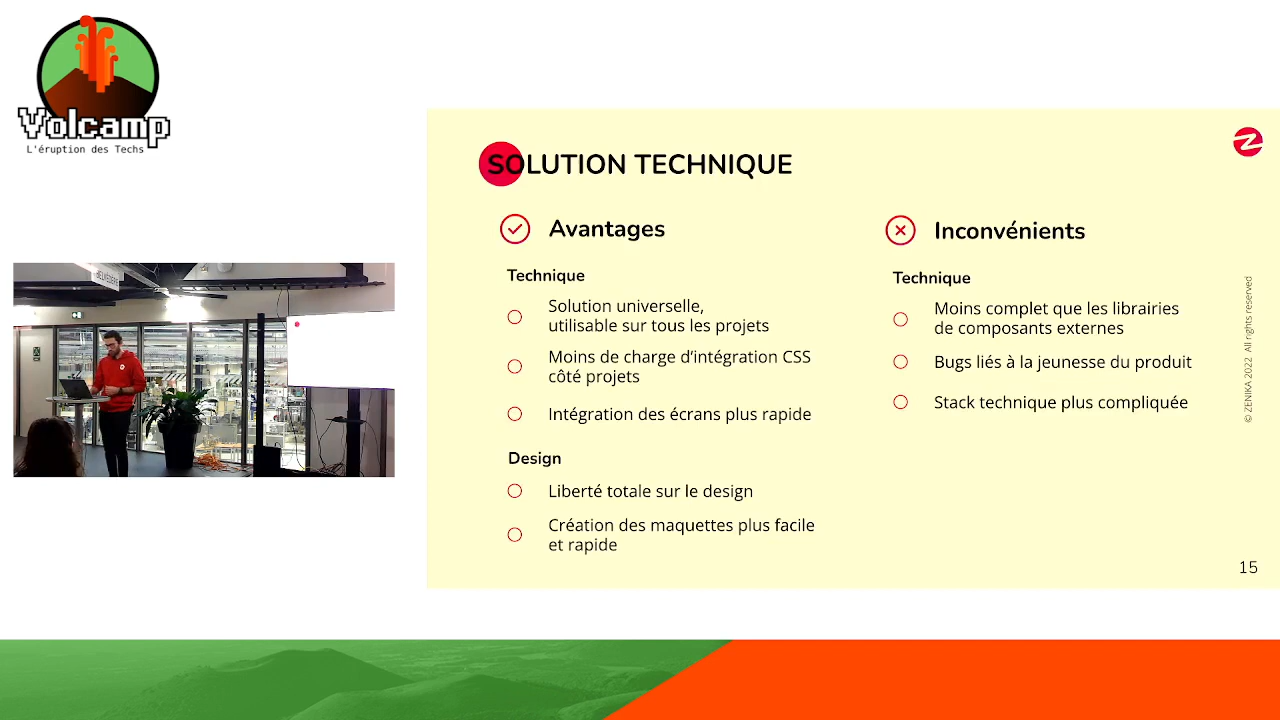 Volcamp
L'éruption des Techs
SOLUTION TECHNIQUE
Avantages
Technique
Solution universelle,
utilisable sur tous les projets
Moins de charge d'intégration CSS
côté projets
Intégration des écrans plus rapide
Design
Liberté totale sur le design
Création des maquettes plus facile
et rapide
Inconvénients
Technique
Moins complet que les librairies
de composants externes
Bugs liés à la jeunesse du produit
Stack technique plus compliquée
© ZENIKA 2022 All rights reserved
15